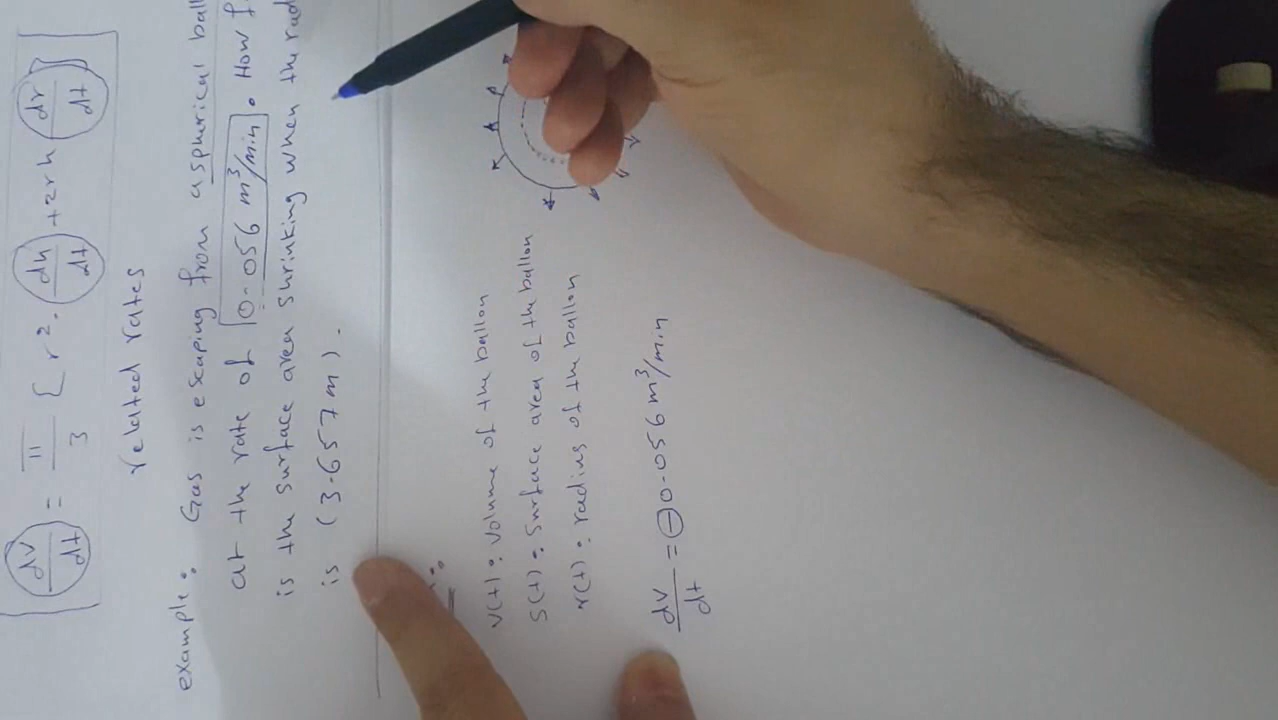 dV/dt = π/3 [ r². dh/dt + 2rh dr/dt ]
related rates
example: Gas is escaping from a spherical ball
at the rate of 0.056 m³/min. How f
is the surface area shrinking when the rad
is (3.657 m).
V(t): Volume of the ballon
S(t): Surface area of the ballon
r(t): radius of the ballon
dV/dt = -0.056 m³/min